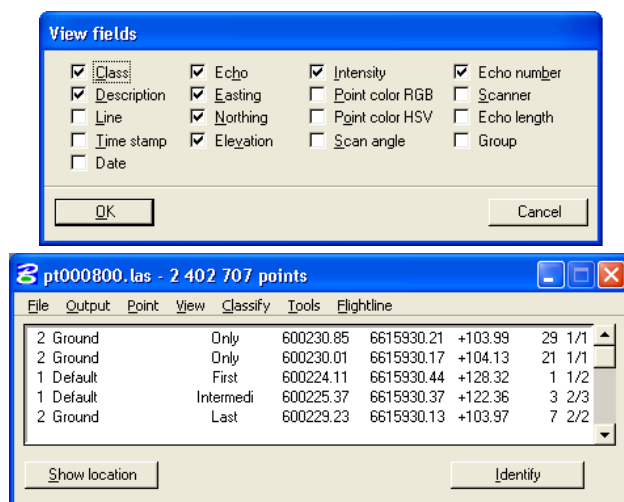 View fields
Class Echo Intensity Echo number
Description Easting Point color RGB Scanner
Line Northing Point color HSV Echo length
Time stamp Elevation Scan angle Group
Date
OK Cancel
pt000800.las - 2 402 707 points
File Output Point View Classify Tools Flightline
2 Ground Only 600230.85 6615930.21 +103.99 29 1/1
2 Ground Only 600230.01 6615930.17 +104.13 21 1/1
1 Default First 600224.11 6615930.44 +128.32 1 1/2
1 Default Intermedi 600225.37 6615930.37 +122.36 3 2/3
2 Ground Last 600229.23 6615930.13 +103.97 7 2/2
Show location Identify